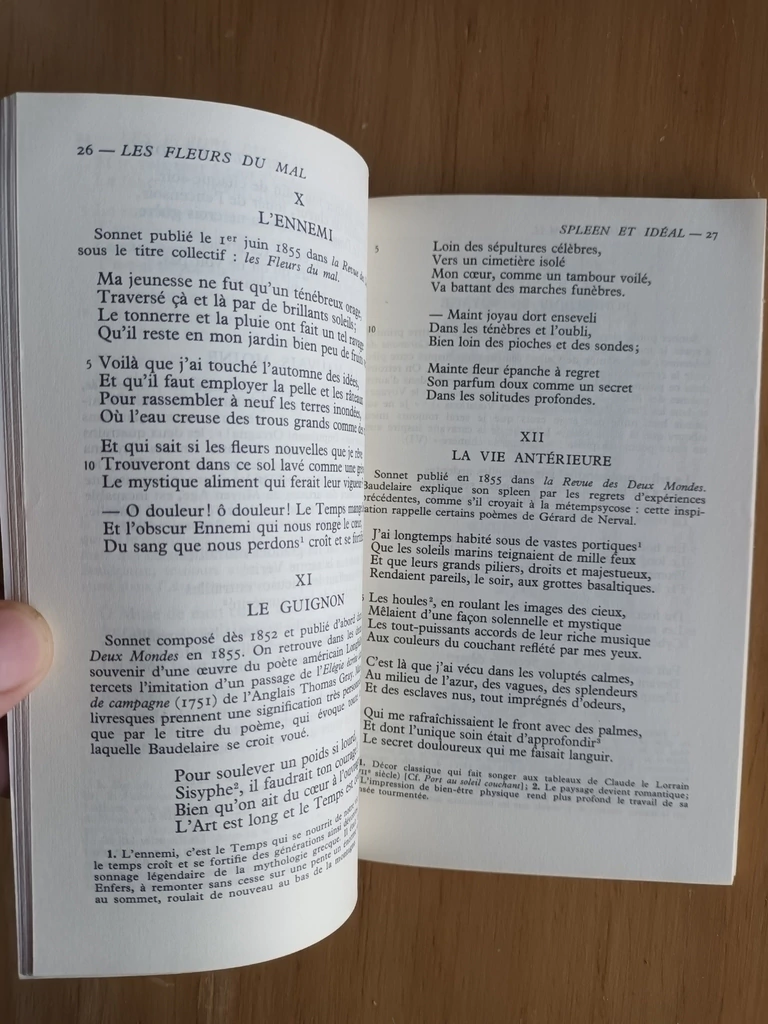 26 — LES FLEURS DU MAL
X
L'ENNEMI
Sonnet publié le 1er juin 1855 dans la Revue de
sous le titre collectif : les Fleurs du mal.
Ma jeunesse ne fut qu'un ténébreux orage,
Traversé çà et là par de brillants soleils;
Le tonnerre et la pluie ont fait un tel ravage
Qu'il reste en mon jardin bien peu de fruits
5 Voilà que j'ai touché l'automne des idées,
Et qu'il faut employer la pelle et les râteaux
Pour rassembler à neuf les terres inondées,
Où l'eau creuse des trous grands comme des
Et qui sait si les fleurs nouvelles que je rêve
10 Trouveront dans ce sol lavé comme une
Le mystique aliment qui ferait leur vigueur
— O douleur! ô douleur! Le Temps mange
Et l'obscur Ennemi qui nous ronge le cœur,
Du sang que nous perdons¹ croît et se fortifie
XI
LE GUIGNON
Sonnet composé dès 1852 et publié d'abord
Deux Mondes en 1855. On retrouve dans les
souvenir d'une œuvre du poète américain
tercets l'imitation d'un passage de l'Elégie
de campagne (1751) de l'Anglais Thomas Gray.
livresques prennent une signification très
que par le titre du poème, qui évoque
laquelle Baudelaire se croit voué.
Pour soulever un poids si lourd,
Sisyphe², il faudrait ton courage
Bien qu'on ait du cœur à l'ouvrage
L'Art est long et le Temps est
1. L'ennemi, c'est le Temps qui se nourrit de
le temps croît et se fortifie des générations ainsi
sonnage légendaire de la mythologie grecque. Il
Enfers, à remonter sans cesse sur une pente un
au sommet, roulait de nouveau au bas de la montagne
SPLEEN ET IDÉAL — 27
5 Loin des sépultures célèbres,
Vers un cimetière isolé
Mon cœur, comme un tambour voilé,
Va battant des marches funèbres.
— Maint joyau dort enseveli
10 Dans les ténèbres et l'oubli,
Bien loin des pioches et des sondes;
Mainte fleur épanche à regret
Son parfum doux comme un secret
Dans les solitudes profondes.
XII
LA VIE ANTÉRIEURE
Sonnet publié en 1855 dans la Revue des Deux Mondes.
Baudelaire explique son spleen par les regrets d'expériences
précédentes, comme s'il croyait à la métempsycose : cette inspi-
ation rappelle certains poèmes de Gérard de Nerval.
J'ai longtemps habité sous de vastes portiques¹
Que les soleils marins teignaient de mille feux
Et que leurs grands piliers, droits et majestueux,
Rendaient pareils, le soir, aux grottes basaltiques.
Les houles², en roulant les images des cieux,
Mêlaient d'une façon solennelle et mystique
Les tout-puissants accords de leur riche musique
Aux couleurs du couchant reflété par mes yeux.
C'est là que j'ai vécu dans les voluptés calmes,
Au milieu de l'azur, des vagues, des splendeurs
Et des esclaves nus, tout imprégnés d'odeurs,
Qui me rafraîchissaient le front avec des palmes,
Et dont l'unique soin était d'approfondir³
Le secret douloureux qui me faisait languir.
1. Décor classique qui fait songer aux tableaux de Claude le Lorrain
VIIe siècle) [Cf. Port au soleil couchant]; 2. Le paysage devient romantique;
L'impression de bien-être physique rend plus profond le travail de sa
sée tourmentée.